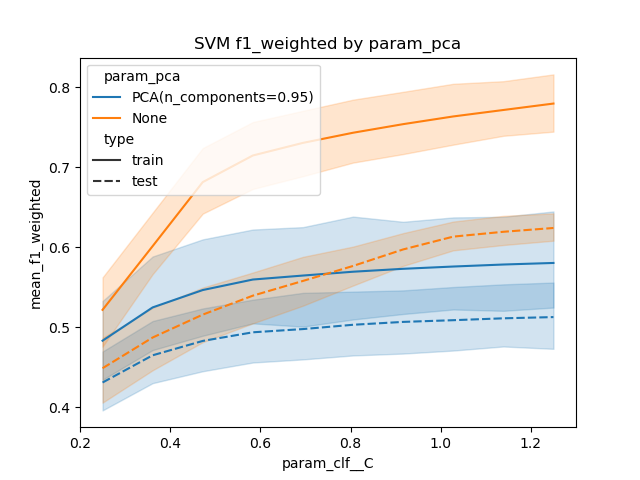 SVM f1_weighted by param_pca
param_pca
PCA(n_components=0.95)
None
type
train
test
mean_f1_weighted
0.8
0.7
0.6
0.5
0.4
0.2
0.4
0.6
0.8
1.0
1.2
param_clf__C